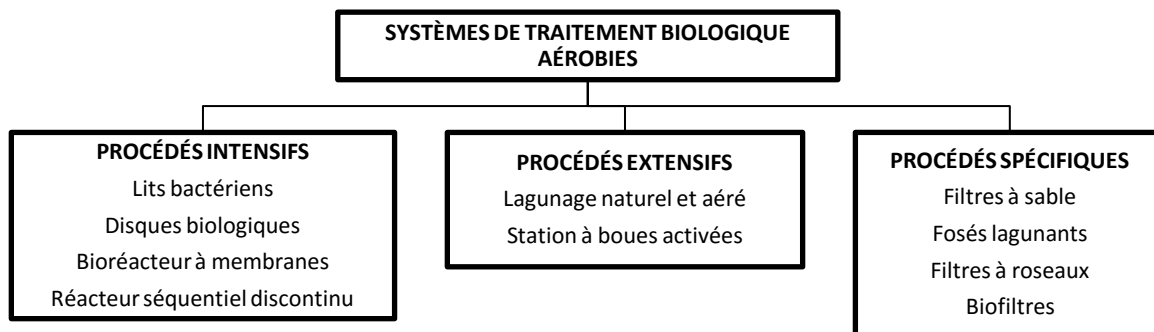 SYSTÈMES DE TRAITEMENT BIOLOGIQUE
AÉROBIES
PROCÉDÉS INTENSIFS
Lits bactériens
Disques biologiques
Bioréacteur à membranes
Réacteur séquentiel discontinu
PROCÉDÉS EXTENSIFS
Lagunage naturel et aéré
Station à boues activées
PROCÉDÉS SPÉCIFIQUES
Filtres à sable
Fosés lagunants
Filtres à roseaux
Biofiltres